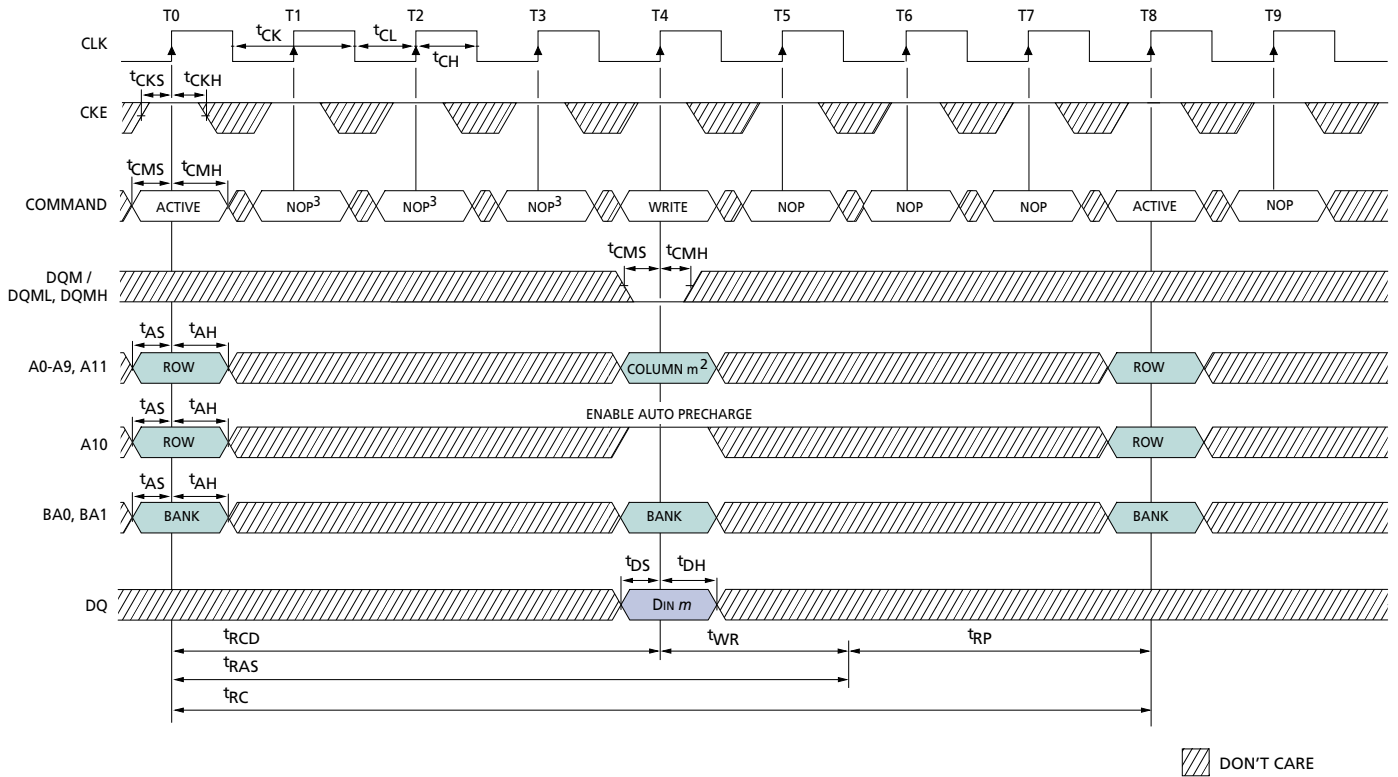 T0 T1 T2 T3 T4 T5 T6 T7 T8 T9
CLK tCK tCL tCH
tCKS tCKH
CKE
tCMS tCMH
COMMAND ACTIVE NOP3 NOP3 NOP3 WRITE NOP NOP NOP ACTIVE NOP
tCMS tCMH
DQM /
DQML, DQMH
tAS tAH
A0-A9, A11 ROW COLUMN m2 ROW
ENABLE AUTO PRECHARGE
tAS tAH
A10 ROW ROW
tAS tAH
BA0, BA1 BANK BANK BANK
tDS tDH
DQ DIN m
tRCD tWR tRP
tRAS
tRC
DON'T CARE